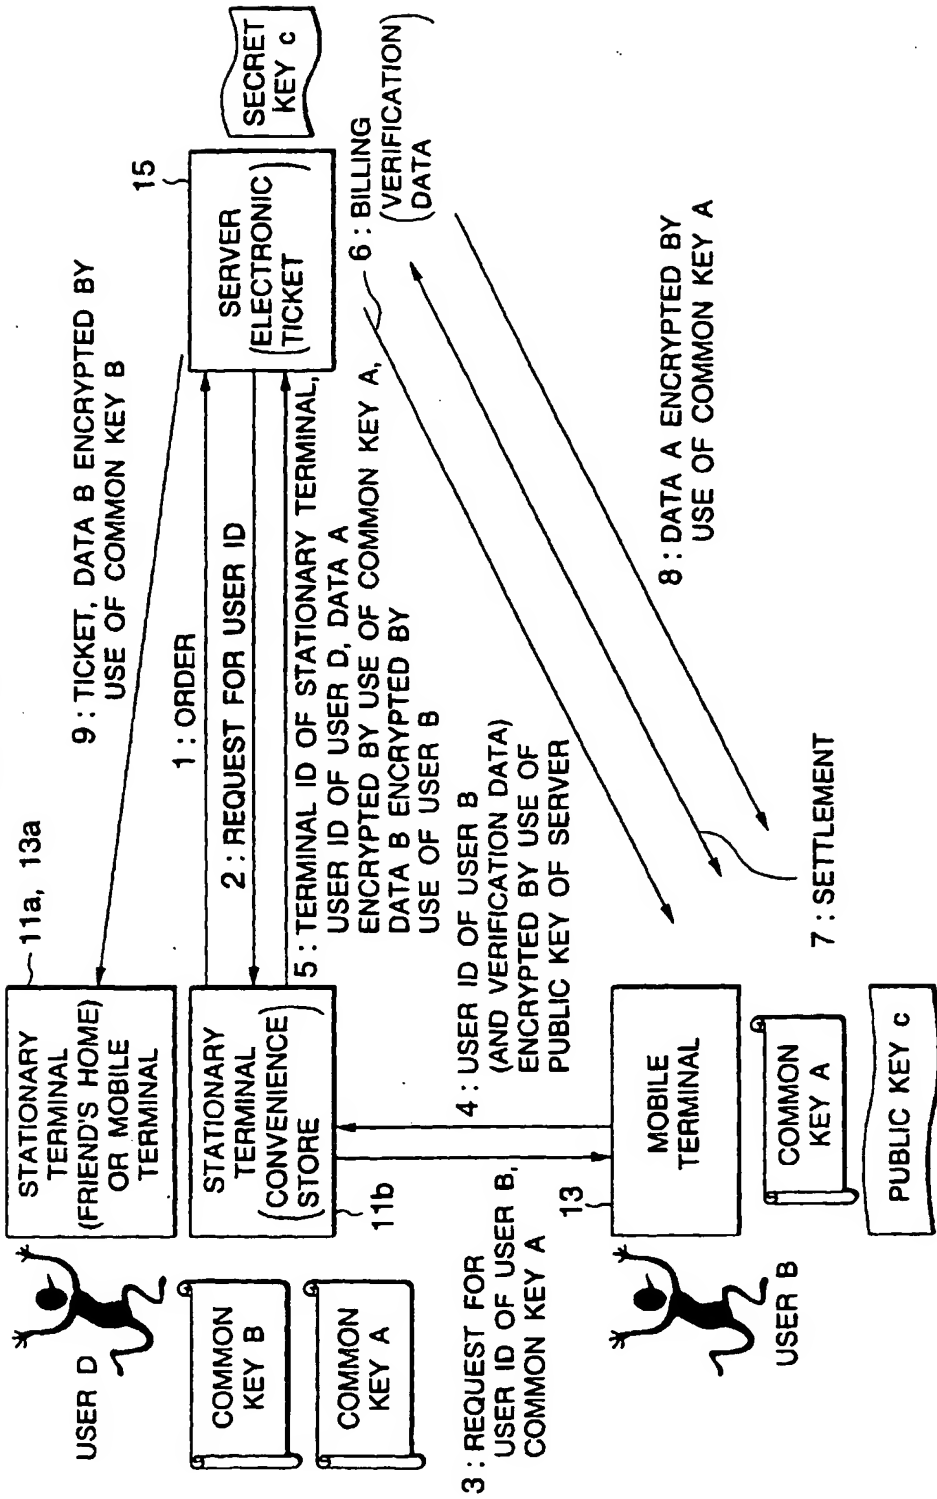 USER D
STATIONARY
TERMINAL
(FRIEND'S HOME)
OR MOBILE
TERMINAL
11a, 13a
9 : TICKET, DATA B ENCRYPTED BY
USE OF COMMON KEY B
COMMON
KEY B
COMMON
KEY A
STATIONARY
TERMINAL
(CONVENIENCE
STORE)
11b
1 : ORDER
2 : REQUEST FOR USER ID
5 : TERMINAL ID OF STATIONARY TERMINAL,
USER ID OF USER D, DATA A
ENCRYPTED BY USE OF COMMON KEY A,
DATA B ENCRYPTED BY
USE OF USER B
15
SERVER
(ELECTRONIC
TICKET)
SECRET
KEY c
3 : REQUEST FOR
USER ID OF USER B,
COMMON KEY A
4 : USER ID OF USER B
(AND VERIFICATION DATA)
ENCRYPTED BY USE OF
PUBLIC KEY OF SERVER
6 : BILLING
(VERIFICATION
DATA)
USER B
13
MOBILE
TERMINAL
COMMON
KEY A
PUBLIC KEY c
7 : SETTLEMENT
8 : DATA A ENCRYPTED BY
USE OF COMMON KEY A